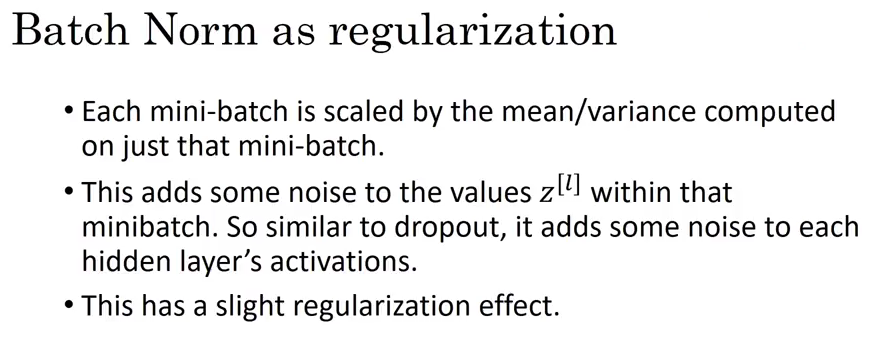 Batch Norm as regularization
• Each mini-batch is scaled by the mean/variance computed
on just that mini-batch.
• This adds some noise to the values z^[l] within that
minibatch. So similar to dropout, it adds some noise to each
hidden layer's activations.
• This has a slight regularization effect.